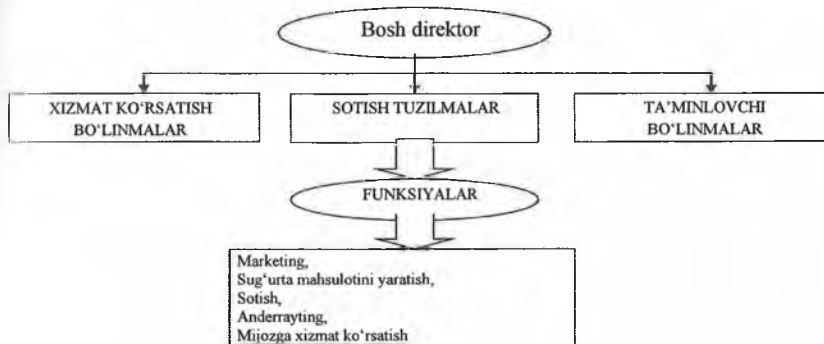 Bosh direktor
XIZMAT KO‘RSATISH
BO‘LINMALAR
SOTISH TUZILMALAR
TA’MINLOVCHI
BO‘LINMALAR
FUNKSIYALAR
Marketing,
Sug‘urta mahsulotini yaratish,
Sotish,
Anderrayting,
Mijozga xizmat ko‘rsatish